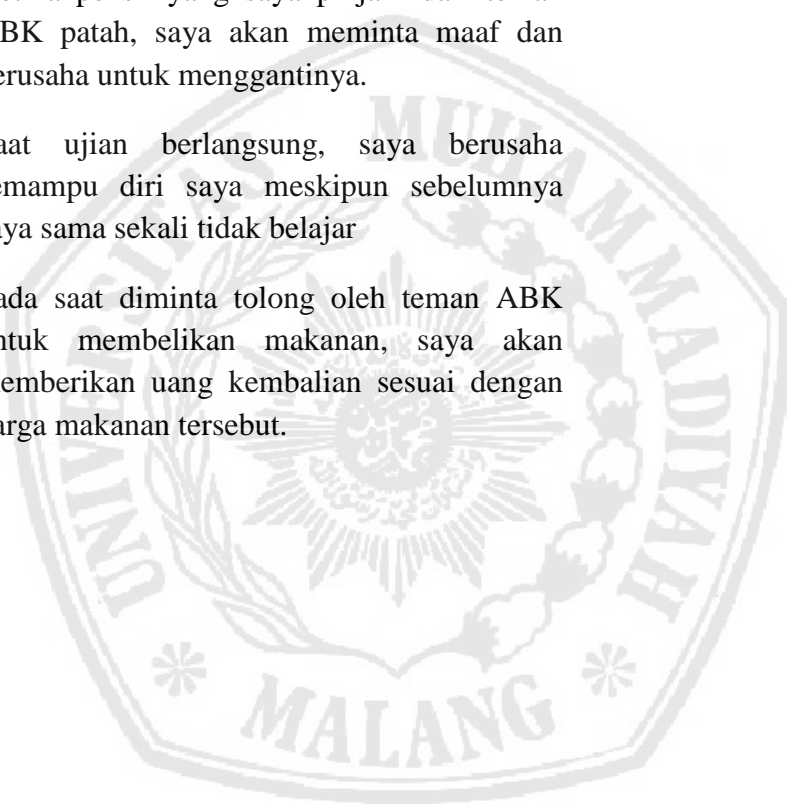 BK patah, saya akan meminta maaf dan
erusaha untuk menggantinya.
aat ujian berlangsung, saya berusaha
emampu diri saya meskipun sebelumnya
aya sama sekali tidak belajar
ada saat diminta tolong oleh teman ABK
ntuk membelikan makanan, saya akan
emberikan uang kembalian sesuai dengan
arga makanan tersebut.
UNIVERSITAS MUHAMMADIYAH
MALANG